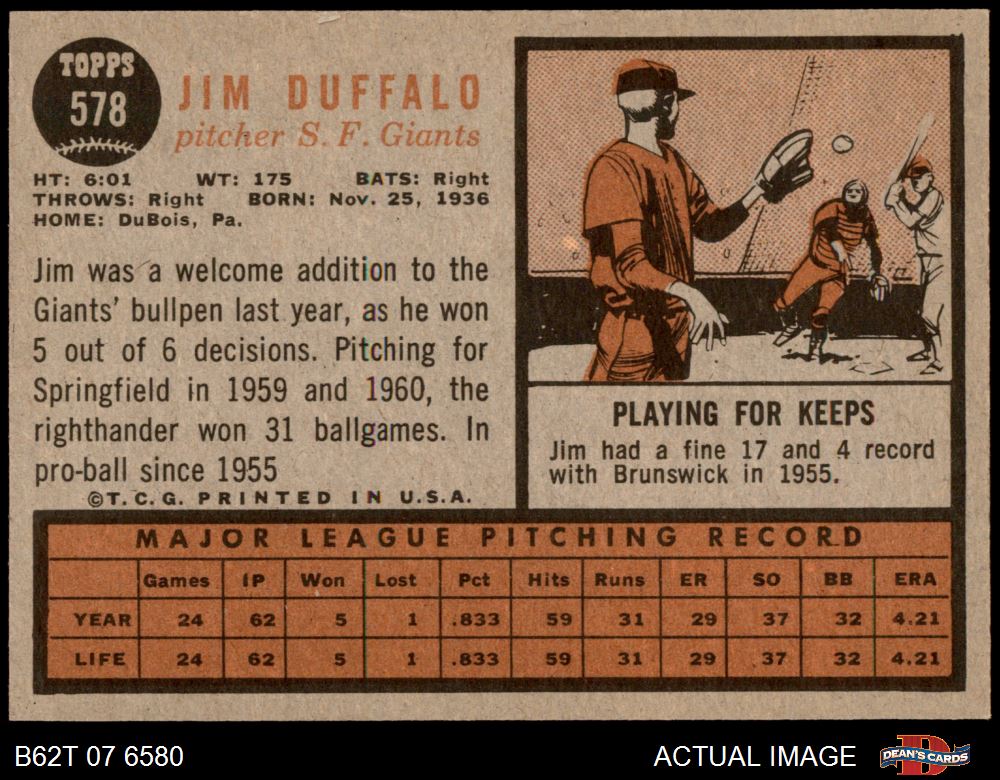 TOPPS
578
JIM DUFFALO
pitcher S. F. Giants
HT: 6:01 WT: 175 BATS: Right
THROWS: Right BORN: Nov. 25, 1936
HOME: DuBois, Pa.
Jim was a welcome addition to the
Giants' bullpen last year, as he won
5 out of 6 decisions. Pitching for
Springfield in 1959 and 1960, the
righthander won 31 ballgames. In
pro-ball since 1955
©T.C.G. PRINTED IN U.S.A.
PLAYING FOR KEEPS
Jim had a fine 17 and 4 record
with Brunswick in 1955.
MAJOR LEAGUE PITCHING RECORD
Games IP Won Lost Pct Hits Runs ER SO BB ERA
YEAR 24 62 5 1 .833 59 31 29 37 32 4.21
LIFE 24 62 5 1 .833 59 31 29 37 32 4.21
B62T 07 6580 ACTUAL IMAGE DEAN'S CARDS